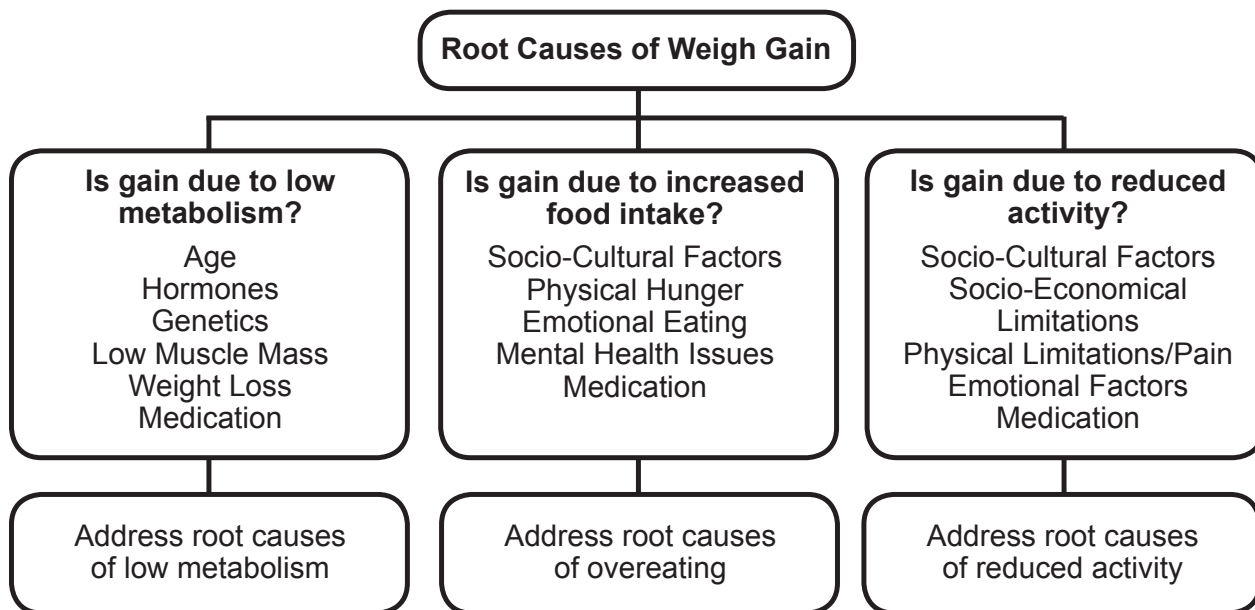 Root Causes of Weigh Gain
Is gain due to low
metabolism?
Age
Hormones
Genetics
Low Muscle Mass
Weight Loss
Medication
Is gain due to increased
food intake?
Socio-Cultural Factors
Physical Hunger
Emotional Eating
Mental Health Issues
Medication
Is gain due to reduced
activity?
Socio-Cultural Factors
Socio-Economical
Limitations
Physical Limitations/Pain
Emotional Factors
Medication
Address root causes
of low metabolism
Address root causes
of overeating
Address root causes
of reduced activity